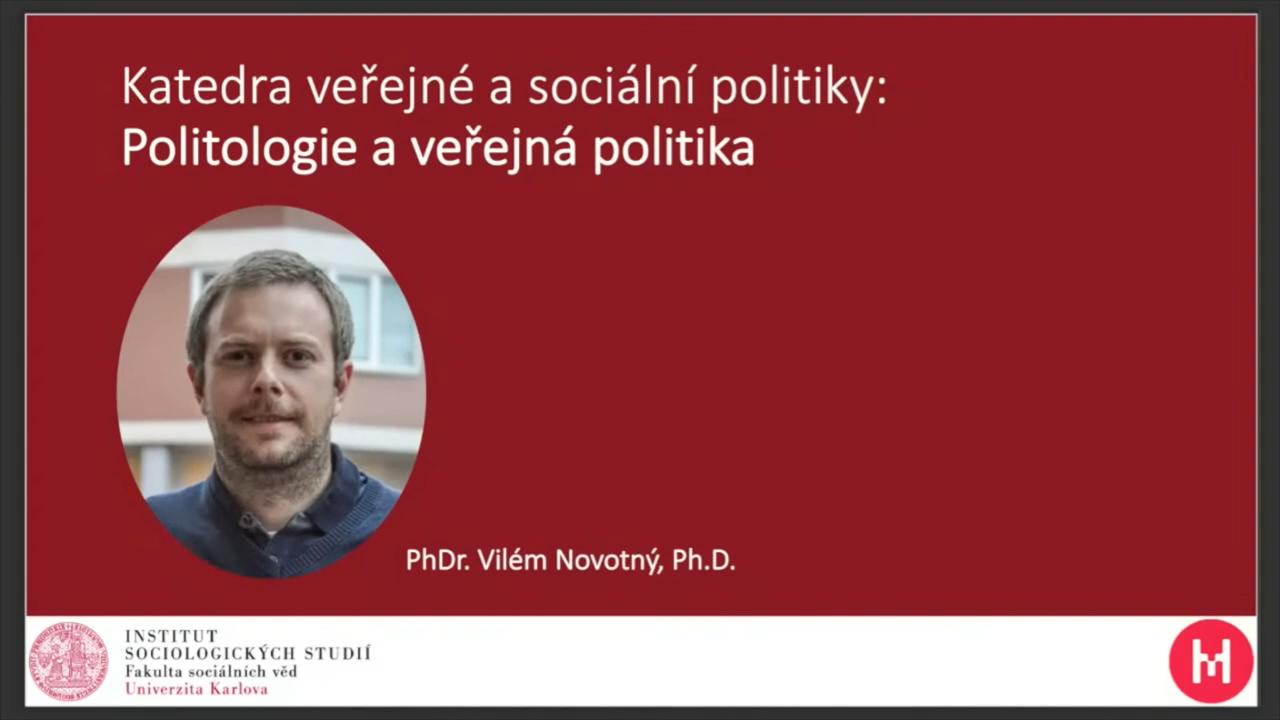 Katedra veřejné a sociální politiky:
Politologie a veřejná politika
PhDr. Vilém Novotný, Ph.D.
INSTITUT
SOCIOLOGICKÝCH STUDIÍ
Fakulta sociálních věd
Univerzita Karlova